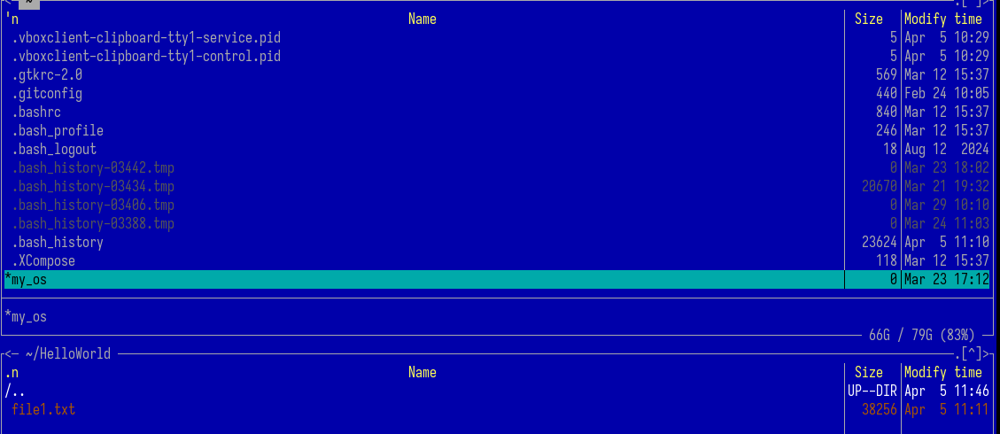 <─ ~ .[^]>
'n Name Size Modify time
.vboxclient-clipboard-tty1-service.pid 5 Apr 5 10:29
.vboxclient-clipboard-tty1-control.pid 5 Apr 5 10:29
.gtkrc-2.0 569 Mar 12 15:37
.gitconfig 440 Feb 24 10:05
.bashrc 840 Mar 12 15:37
.bash_profile 246 Mar 12 15:37
.bash_logout 18 Aug 12 2024
.bash_history-03442.tmp 0 Mar 23 18:02
.bash_history-03434.tmp 20670 Mar 21 19:32
.bash_history-03406.tmp 0 Mar 29 10:10
.bash_history-03388.tmp 0 Mar 24 11:03
.bash_history 23624 Apr 5 11:10
.XCompose 118 Mar 12 15:37
*my_os 0 Mar 23 17:12
*my_os
66G / 79G (83%)
<─ ~/HelloWorld .[^]>
.n Name Size Modify time
/.. UP--DIR Apr 5 11:46
file1.txt 38256 Apr 5 11:11